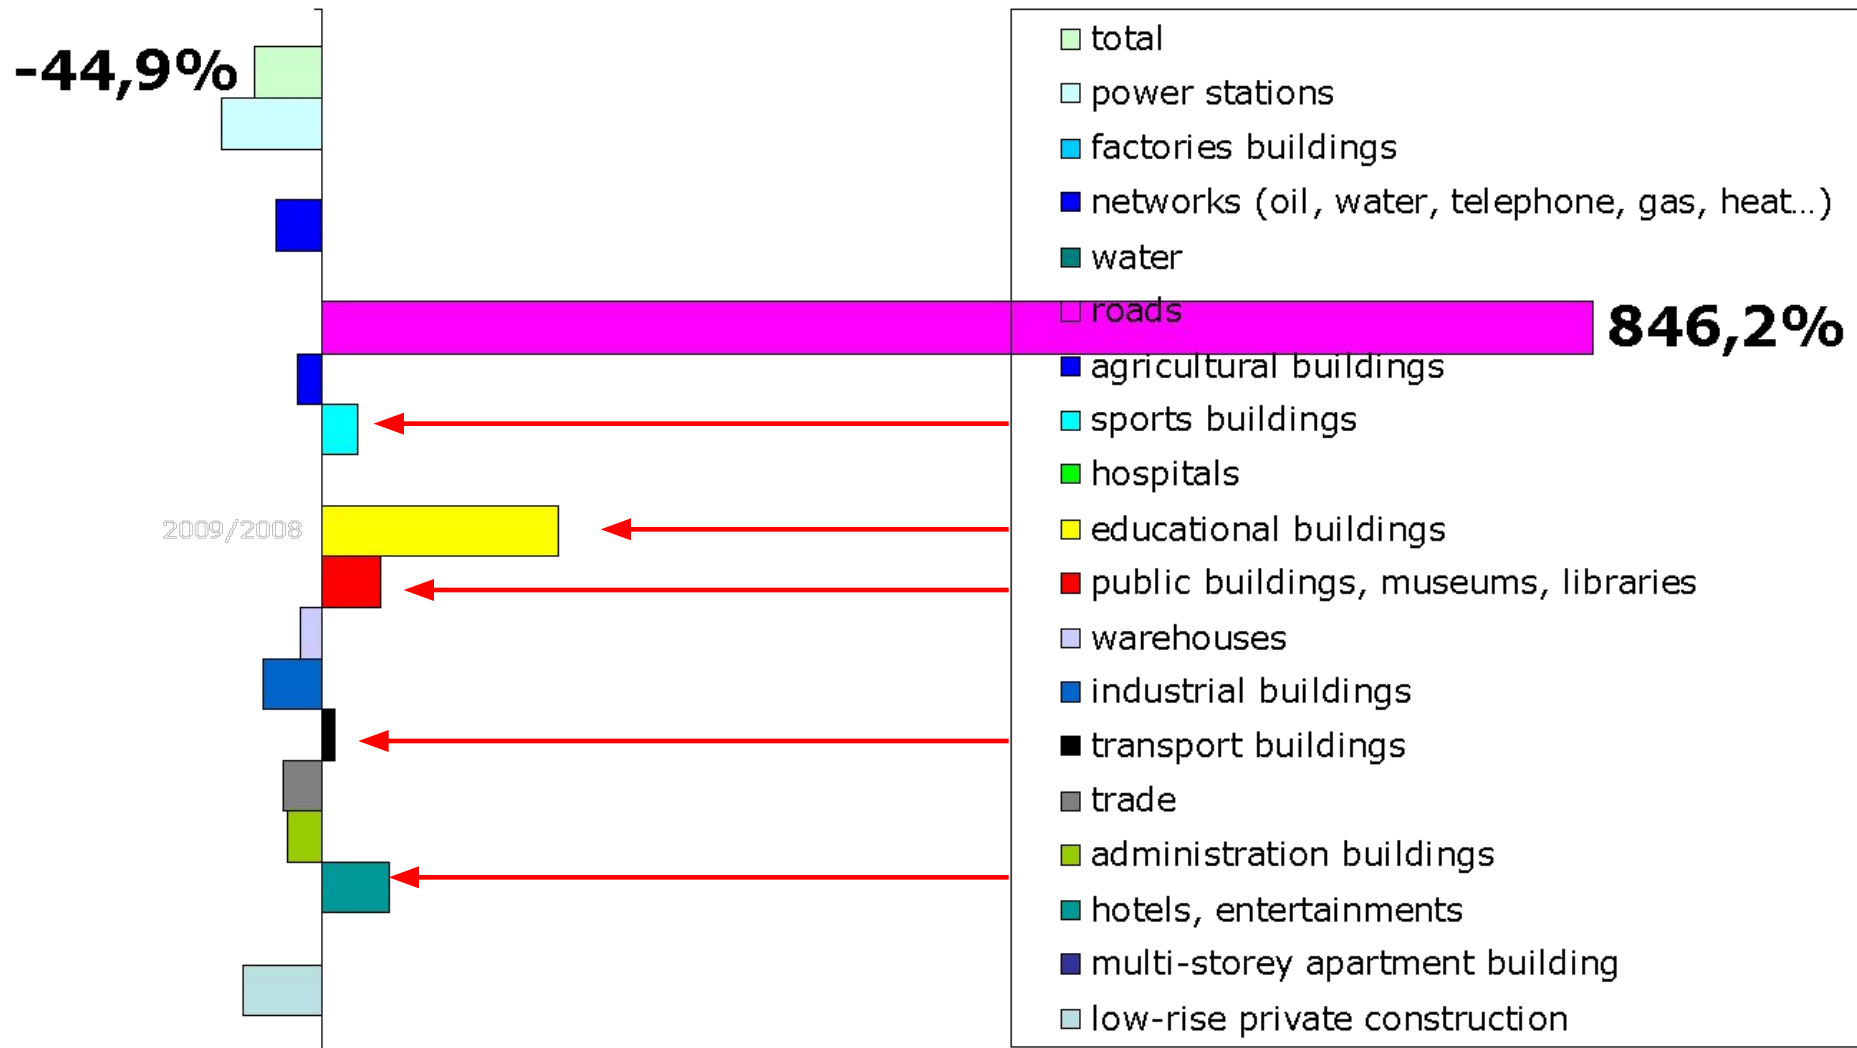 -44,9%
2009/2008
total
power stations
factories buildings
networks (oil, water, telephone, gas, heat...)
water
roads
846,2%
agricultural buildings
sports buildings
hospitals
educational buildings
public buildings, museums, libraries
warehouses
industrial buildings
transport buildings
trade
administration buildings
hotels, entertainments
multi-storey apartment building
low-rise private construction